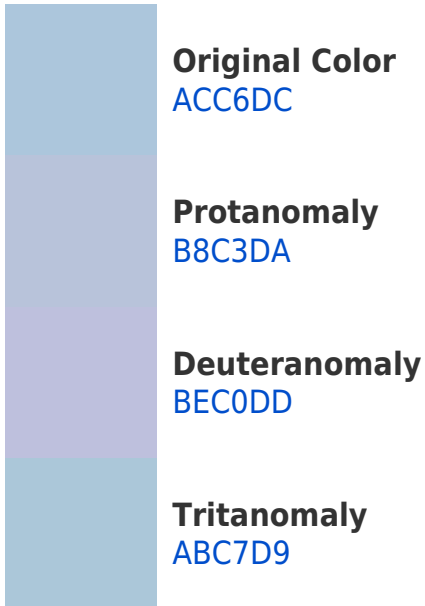 Original Color
ACC6DC
Protanomaly
B8C3DA
Deuteranomaly
BEC0DD
Tritanomaly
ABC7D9